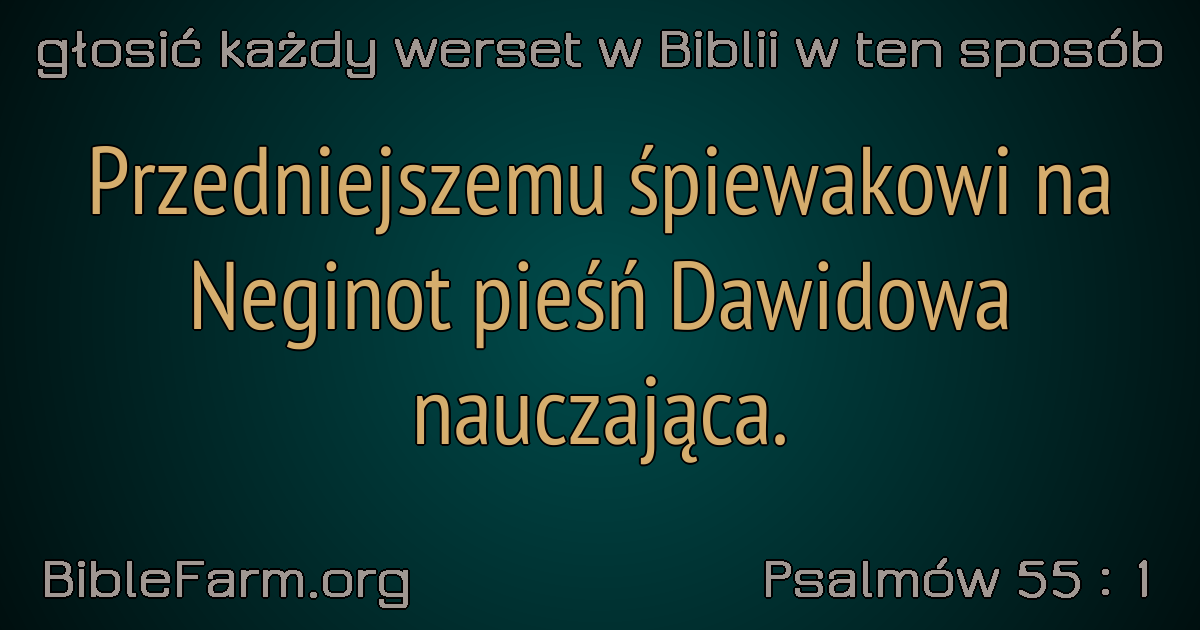 głosić każdy werset w Biblii w ten sposób
Przedniejszemu śpiewakowi na
Neginot pieśń Dawidowa
nauczająca.
BibleFarm.org
Psalmów 55 : 1